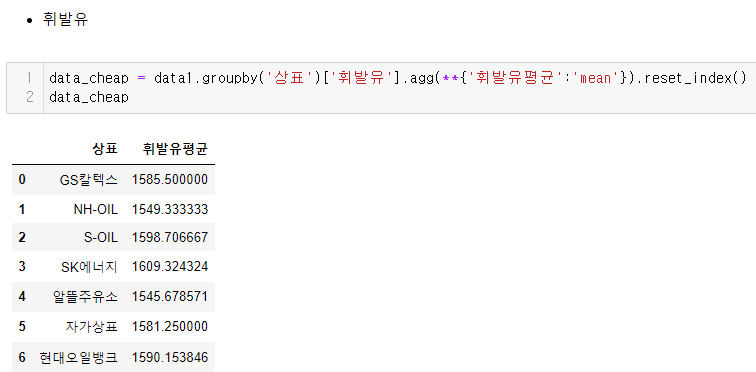 • 휘발유
1 data_cheap = data1.groupby('상표')['휘발유'].agg(**{'휘발유평균':'mean'}).reset_index()
2 data_cheap
상표 휘발유평균
0 GS칼텍스 1585.500000
1 NH-OIL 1549.333333
2 S-OIL 1598.706667
3 SK에너지 1609.324324
4 알뜰주유소 1545.678571
5 자가상표 1581.250000
6 현대오일뱅크 1590.153846